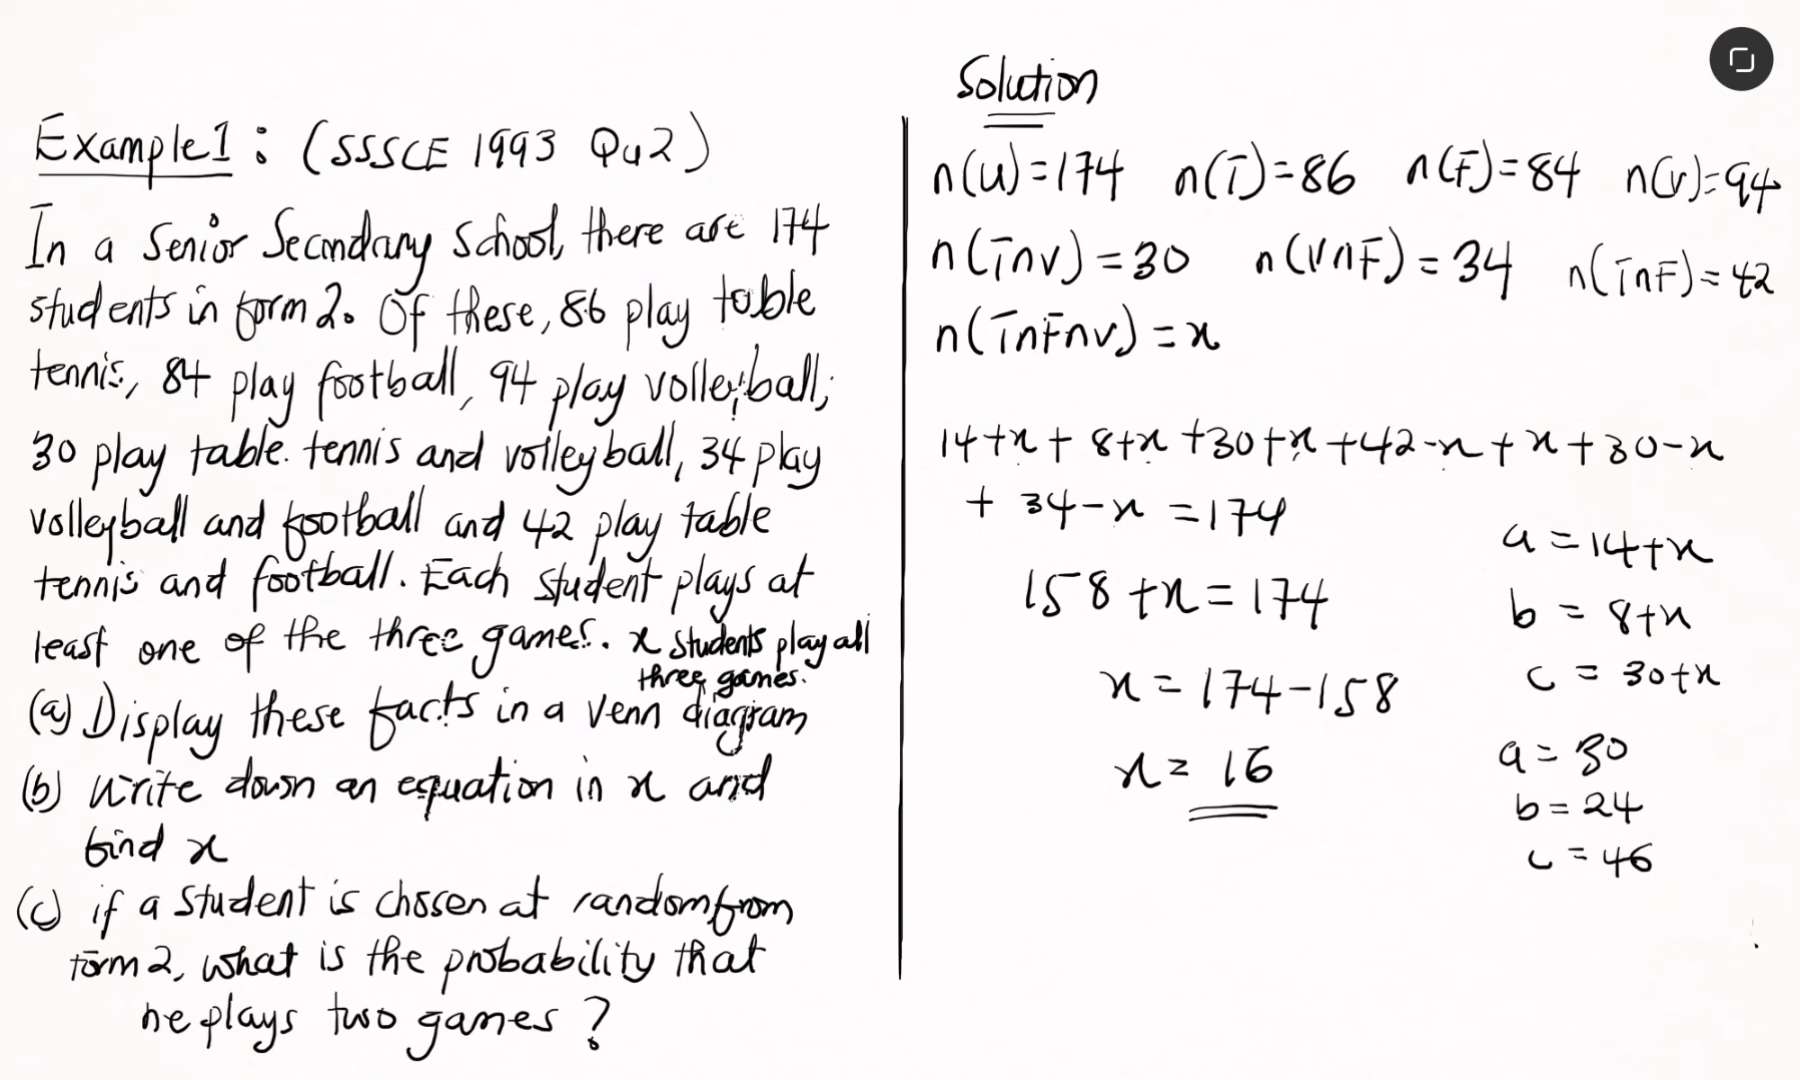 Example1: (SSSCE 1993 Qu2)
In a Senior Secondary school, there are 174
students in form 2. Of these, 86 play table
tennis, 84 play football, 94 play volleyball;
30 play table tennis and volleyball, 34 play
volleyball and football and 42 play table
tennis and football. Each student plays at
least one of the three games. x students play all
three games.
(a) Display these facts in a venn diagram
(b) Write down an equation in x and
find x
(c) if a student is chosen at random from
form 2, what is the probability that
he plays two games?
Solution
n(U)=174 n(T)=86 n(F)=84 n(V)=94
n(T∩V)=30 n(V∩F)=34 n(T∩F)=42
n(T∩F∩V)=x
14+x+8+x+30+x+42-x+x+30-x
+34-x=174
158+x=174
x=174-158
x=16
a=14+x
b=8+x
c=30+x
a=30
b=24
c=46